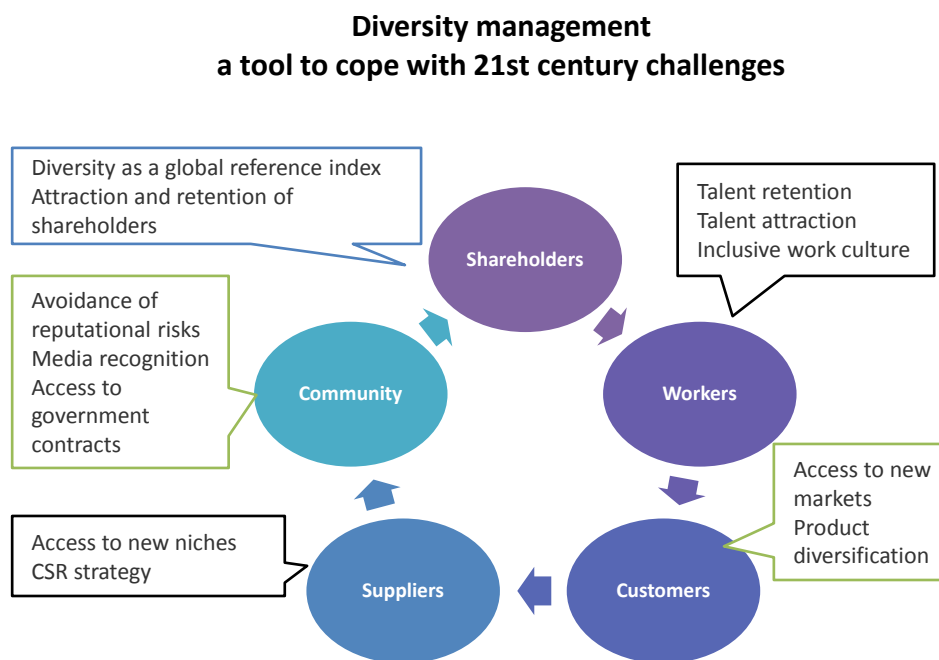 Diversity management
a tool to cope with 21st century challenges
Diversity as a global reference index
Attraction and retention of
shareholders
Shareholders
Talent retention
Talent attraction
Inclusive work culture
Avoidance of
reputational risks
Media recognition
Access to
government
contracts
Community
Workers
Access to new
markets
Product
diversification
Access to new niches
CSR strategy
Suppliers
Customers